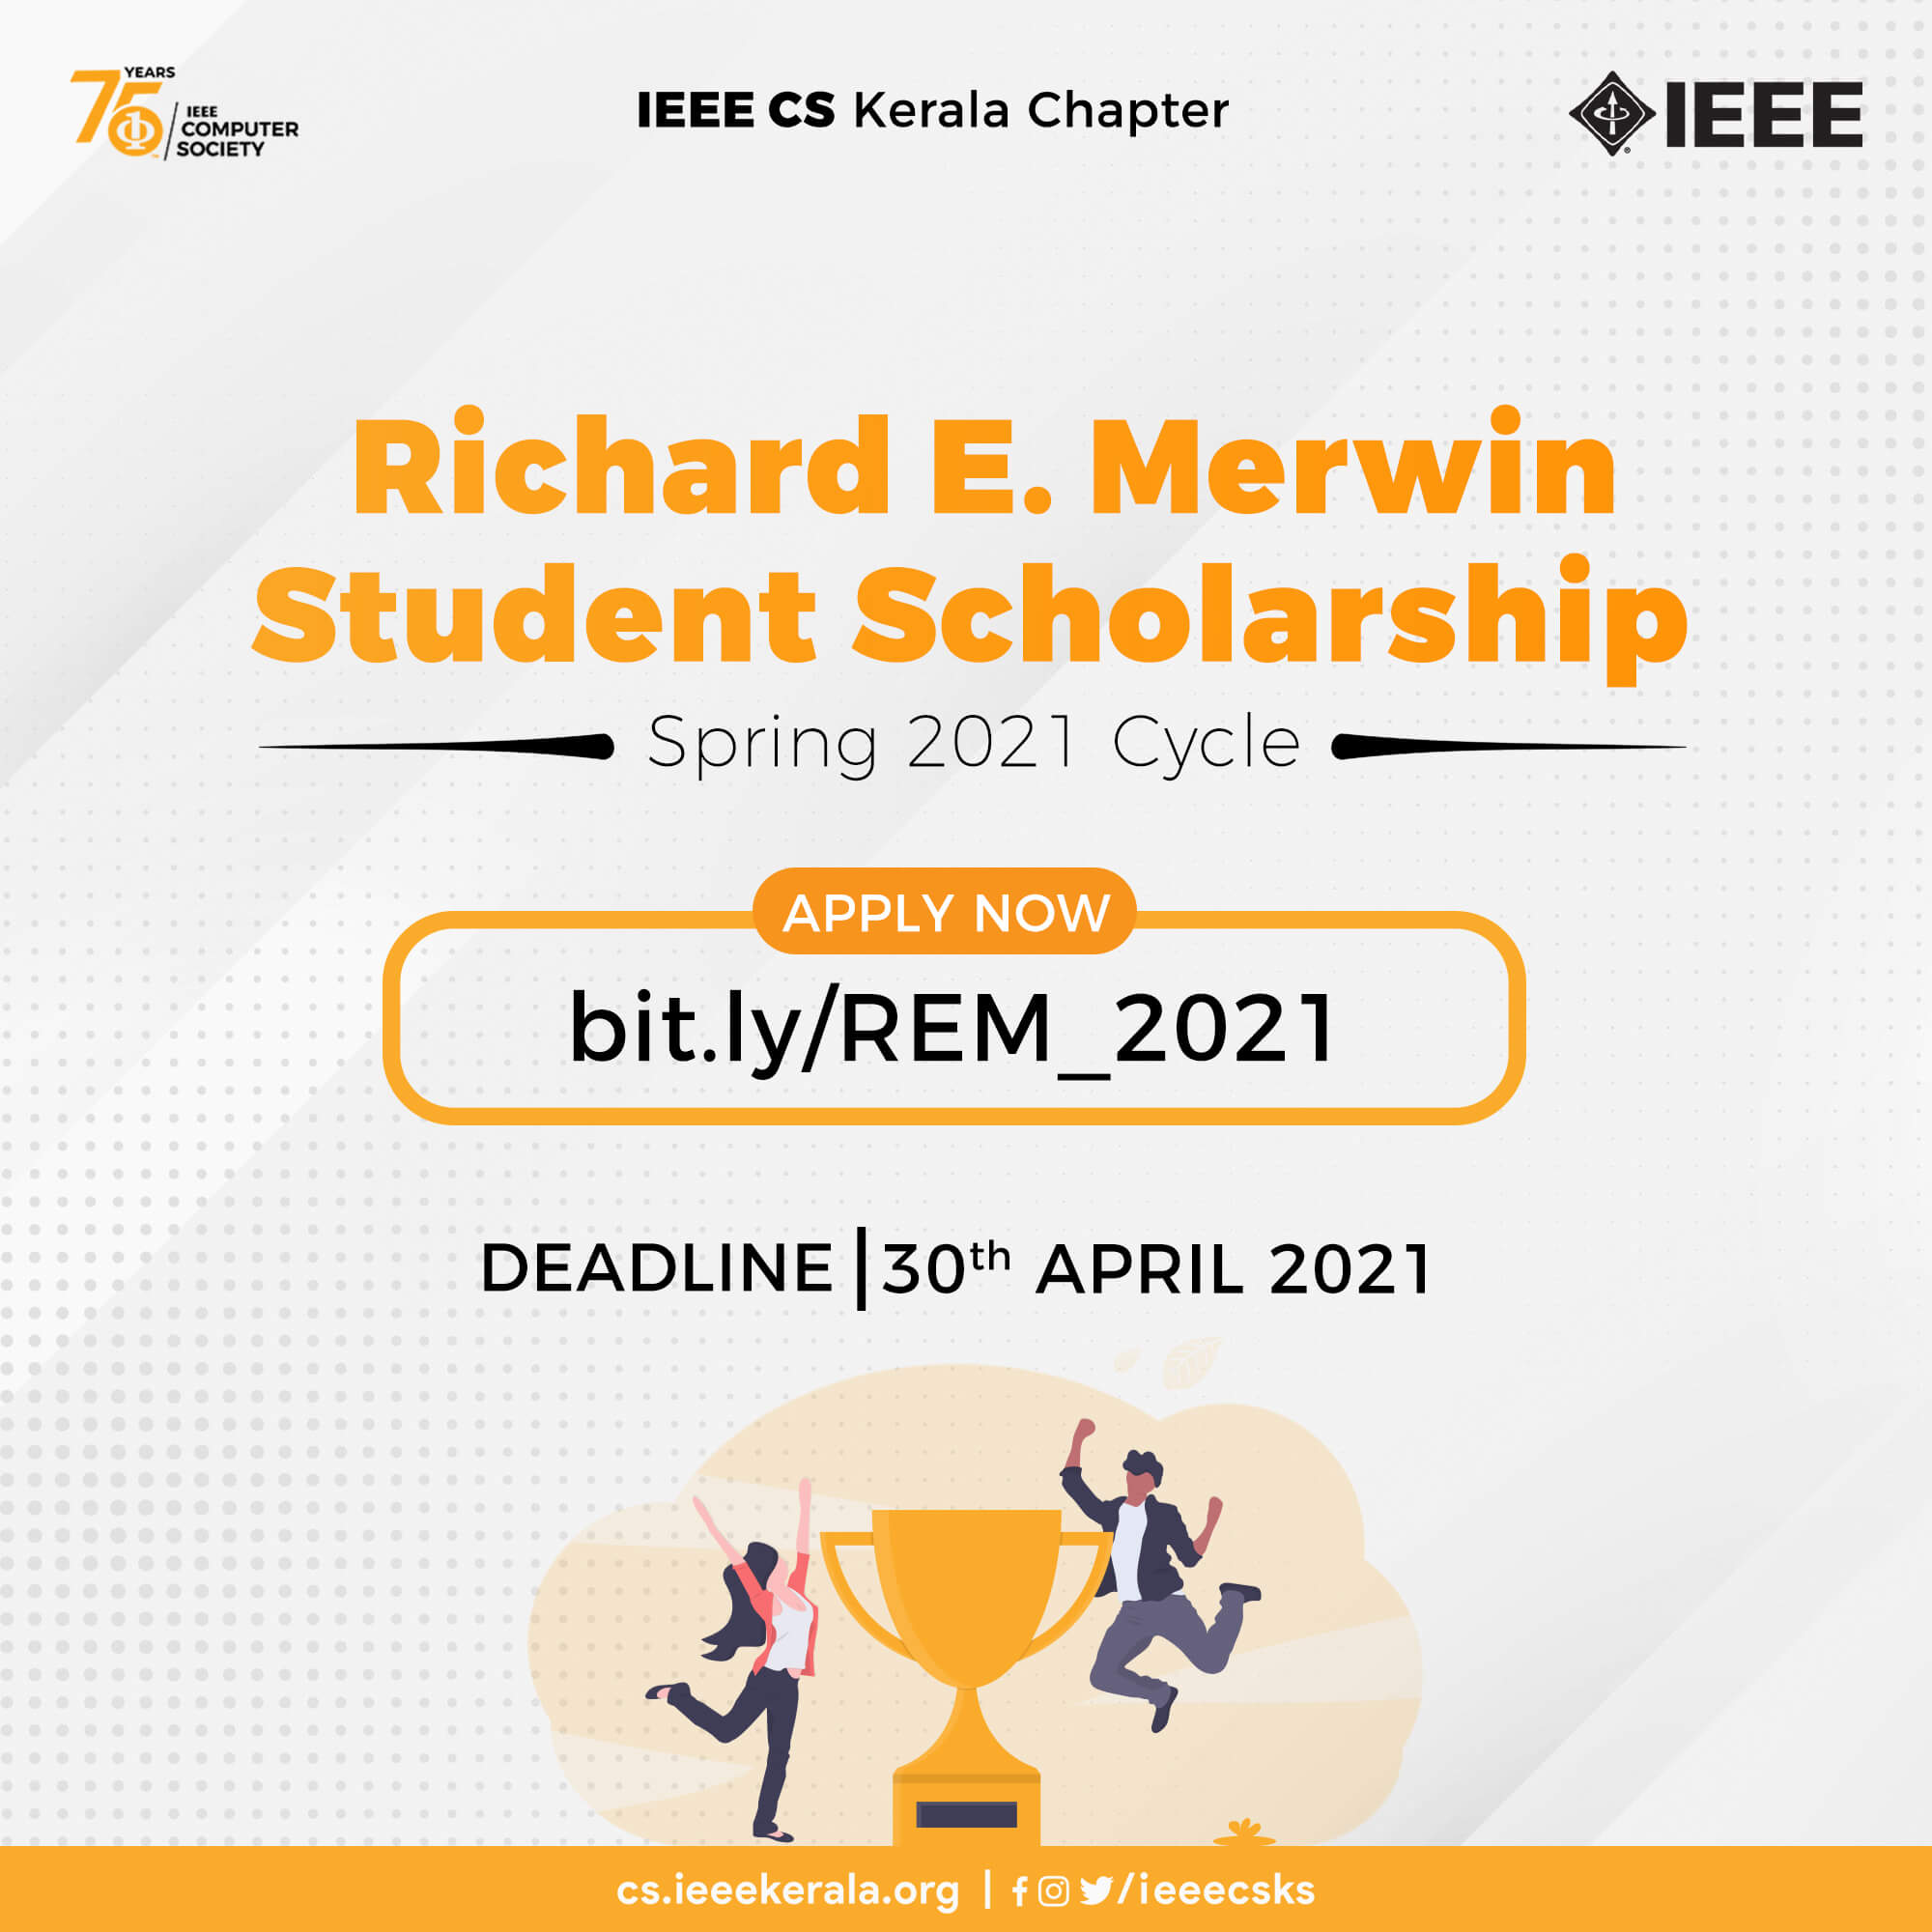 75 YEARS
IEEE
COMPUTER
SOCIETY
IEEE CS Kerala Chapter
IEEE
Richard E. Merwin
Student Scholarship
Spring 2021 Cycle
APPLY NOW
bit.ly/REM_2021
DEADLINE | 30th APRIL 2021
cs.ieeekerala.org | /ieeecsks